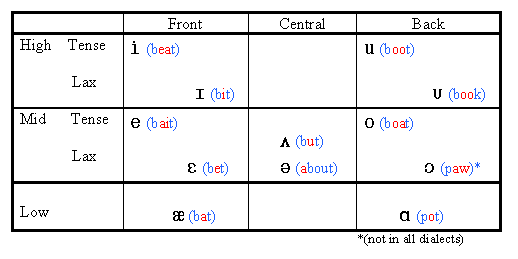 Front Central Back
High Tense i (beat) u (boot)
Lax ɪ (bit) ʊ (book)
Mid Tense e (bait) ʌ (but) o (boat)
Lax ɛ (bet) ə (about) ɔ (paw)*
Low æ (bat) ɑ (pot)
*(not in all dialects)